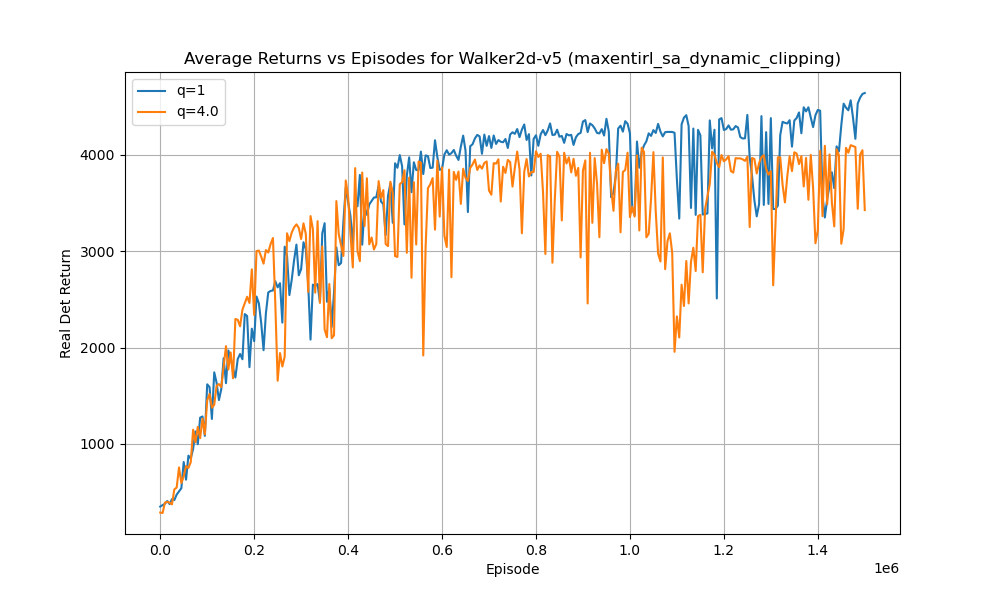 Average Returns vs Episodes for Walker2d-v5 (maxentirl_sa_dynamic_clipping)
q=1
q=4.0
Real Det Return
4000
3000
2000
1000
0.0 0.2 0.4 0.6 0.8 1.0 1.2 1.4
Episode
1e6